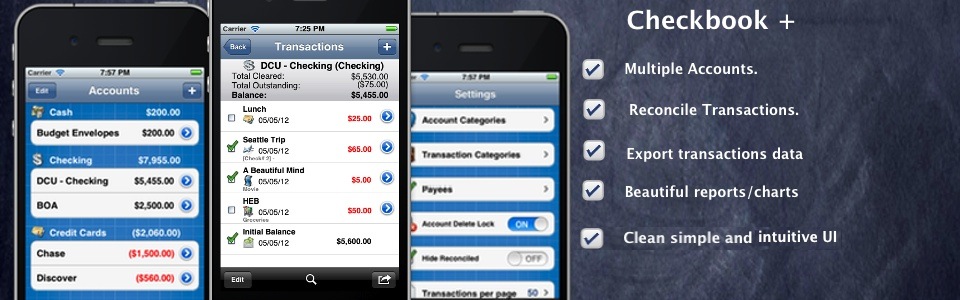 Carrier 7:57 PM
Edit Accounts +
Cash $200.00
Budget Envelopes $200.00
Checking $7,955.00
DCU - Checking $5,455.00
BOA $2,500.00
Credit Cards ($2,060.00)
Chase ($1,500.00)
Discover ($560.00)
Carrier 7:25 PM
Back Transactions +
DCU - Checking (Checking)
Total Cleared: $5,530.00
Total Outstanding: ($75.00)
Balance: $5,455.00
Lunch
05/05/12 $25.00
Seattle Trip
05/05/12 $65.00
[Check# 2] -
A Beautiful Mind
05/05/12 $5.00
Movie
HEB
05/05/12 $50.00
Groceries
Initial Balance
05/05/12 $5,600.00
Edit
7:57 PM
Settings
Account Categories
Transaction Categories
Payees
Account Delete Lock ON
Hide Reconciled OFF
Transactions per page 50
Checkbook +
Multiple Accounts.
Reconcile Transactions.
Export transactions data
Beautiful reports/charts
Clean simple and intuitive UI